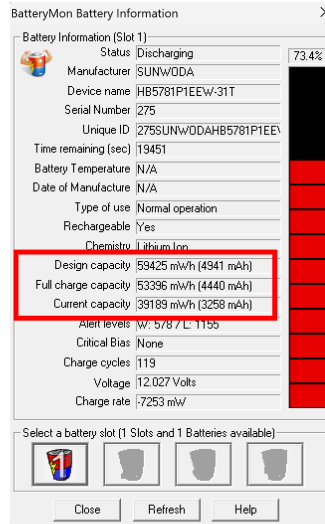 BatteryMon Battery Information
Battery Information (Slot 1)
Status Discharging
73.4%
Manufacturer SUNWODA
Device name HB5781P1EEW-31T
Serial Number 275
Unique ID 275SUNWODAHB5781P1EEV
Time remaining (sec) 19451
Battery Temperature N/A
Date of Manufacture N/A
Type of use Normal operation
Rechargeable Yes
Chemistry Lithium Ion
Design capacity 59425 mWh (4941 mAh)
Full charge capacity 53396 mWh (4440 mAh)
Current capacity 39189 mWh (3258 mAh)
Alert levels W: 578 / L: 1155
Critical Bias None
Charge cycles 119
Voltage 12.027 Volts
Charge rate -7253 mW
Select a battery slot (1 Slots and 1 Batteries available)
1
Close Refresh Help